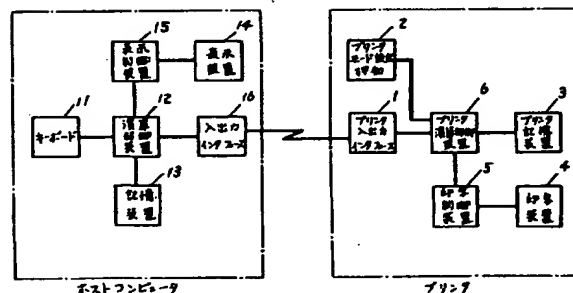 15
表示
制御
装置
14
表示
装置
11
キーボード
12
演算
制御
装置
16
入出力
インタフェース
13
記憶
装置
ホストコンピュータ
2
プリンタ
モード
1
プリンタ
入出力
インタフェース
6
プリンタ
演算制御
装置
3
プリンタ
記憶
装置
5
印字
制御
装置
4
印字
装置
プリンタ